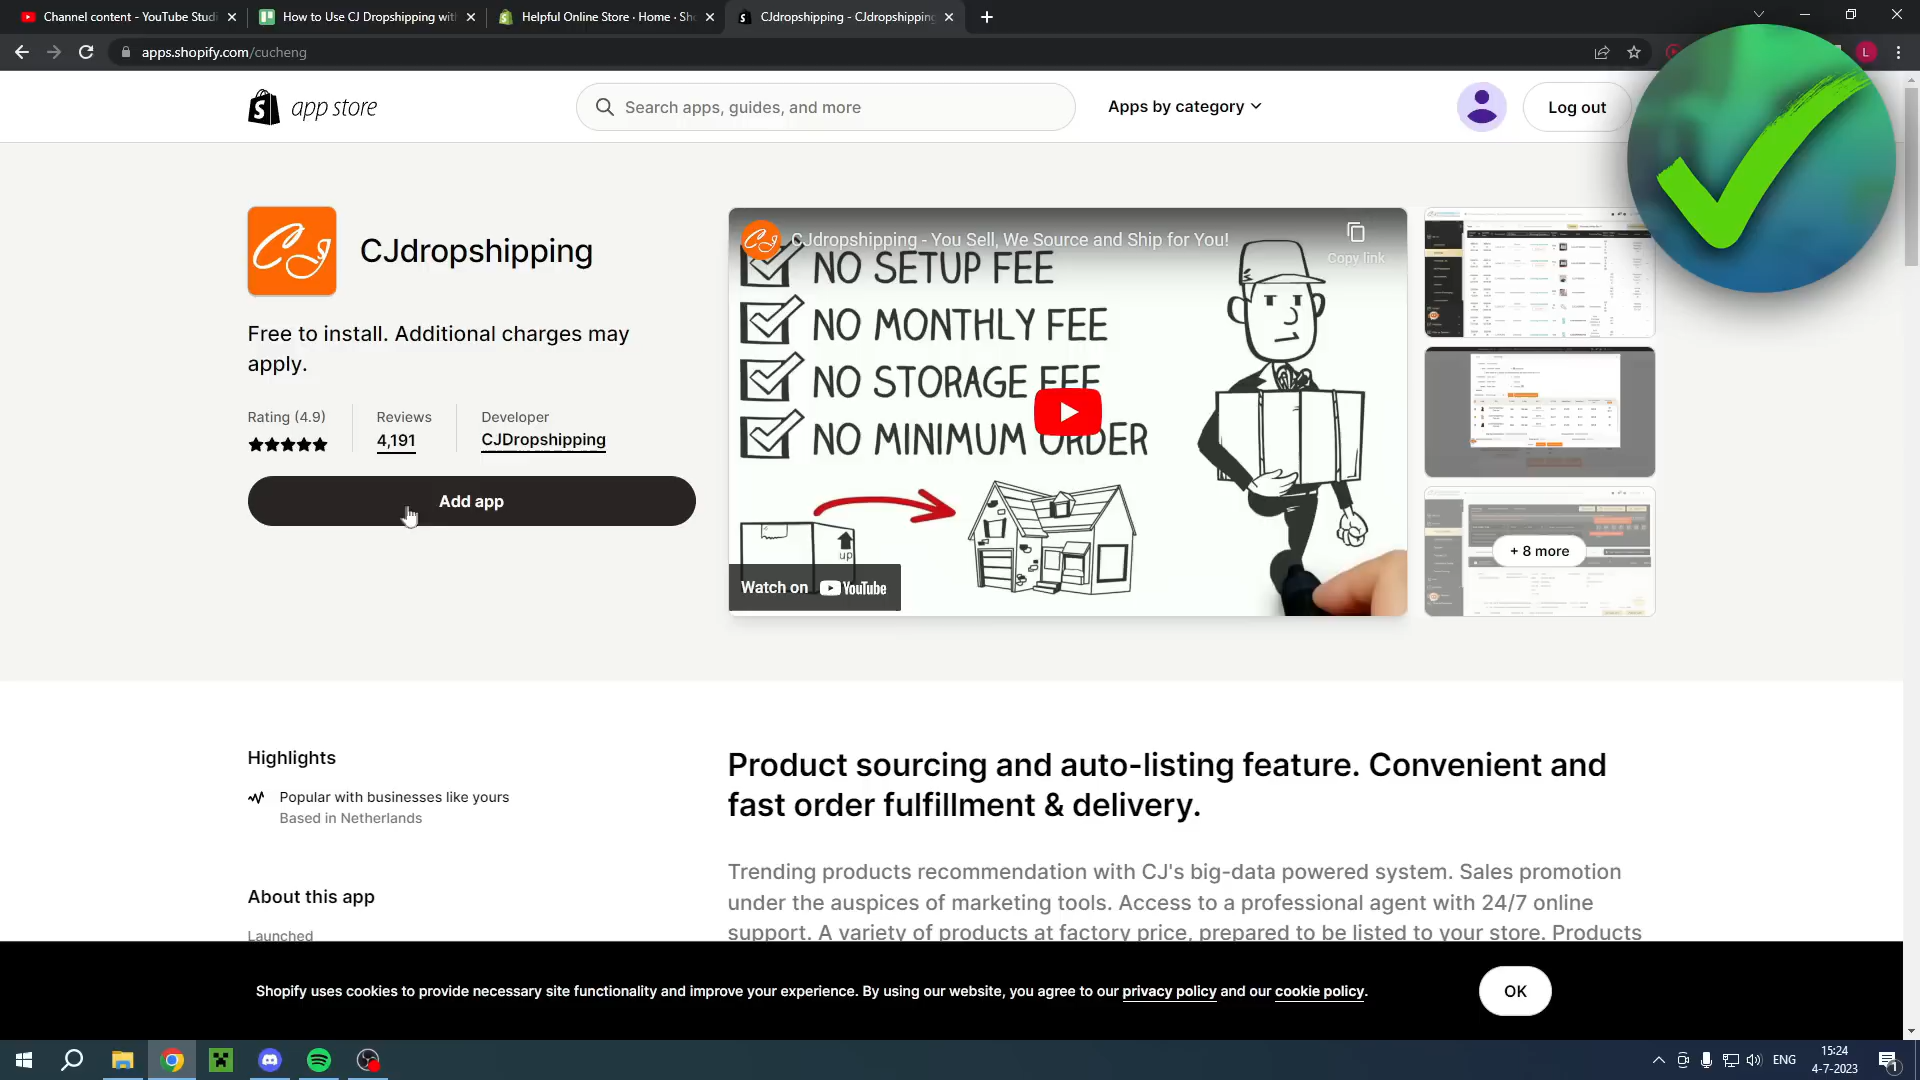 Channel content - YouTube Studi
How to Use CJ Dropshipping with
Helpful Online Store · Home · Sho
CJdropshipping - CJdropshipping
apps.shopify.com/cucheng
L
app store
Search apps, guides, and more
Apps by category
Log out
CJ
CJdropshipping
Free to install. Additional charges may
apply.
Rating (4.9)
Reviews
4,191
Developer
CJDropshipping
Add app
CJdropshipping - You Sell, We Source and Ship for You!
Copy link
NO SETUP FEE
NO MONTHLY FEE
NO STORAGE FEE
NO MINIMUM ORDER
up
Watch on YouTube
+ 8 more
Highlights
Popular with businesses like yours
Based in Netherlands
About this app
Launched
Product sourcing and auto-listing feature. Convenient and
fast order fulfillment & delivery.
Trending products recommendation with CJ's big-data powered system. Sales promotion
under the auspices of marketing tools. Access to a professional agent with 24/7 online
support. A variety of products at factory price, prepared to be listed to your store. Products
Shopify uses cookies to provide necessary site functionality and improve your experience. By using our website, you agree to our privacy policy and our cookie policy.
OK
ENG
15:24
4-7-2023
1